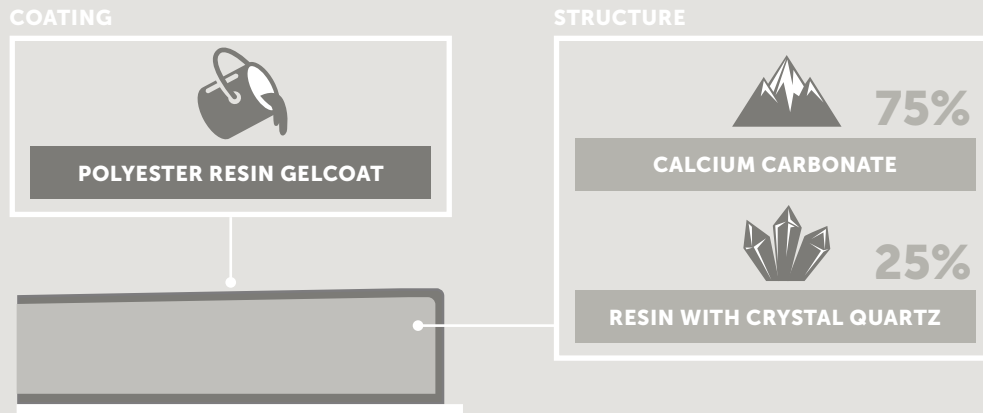 COATING
POLYESTER RESIN GELCOAT
STRUCTURE
75%
CALCIUM CARBONATE
25%
RESIN WITH CRYSTAL QUARTZ